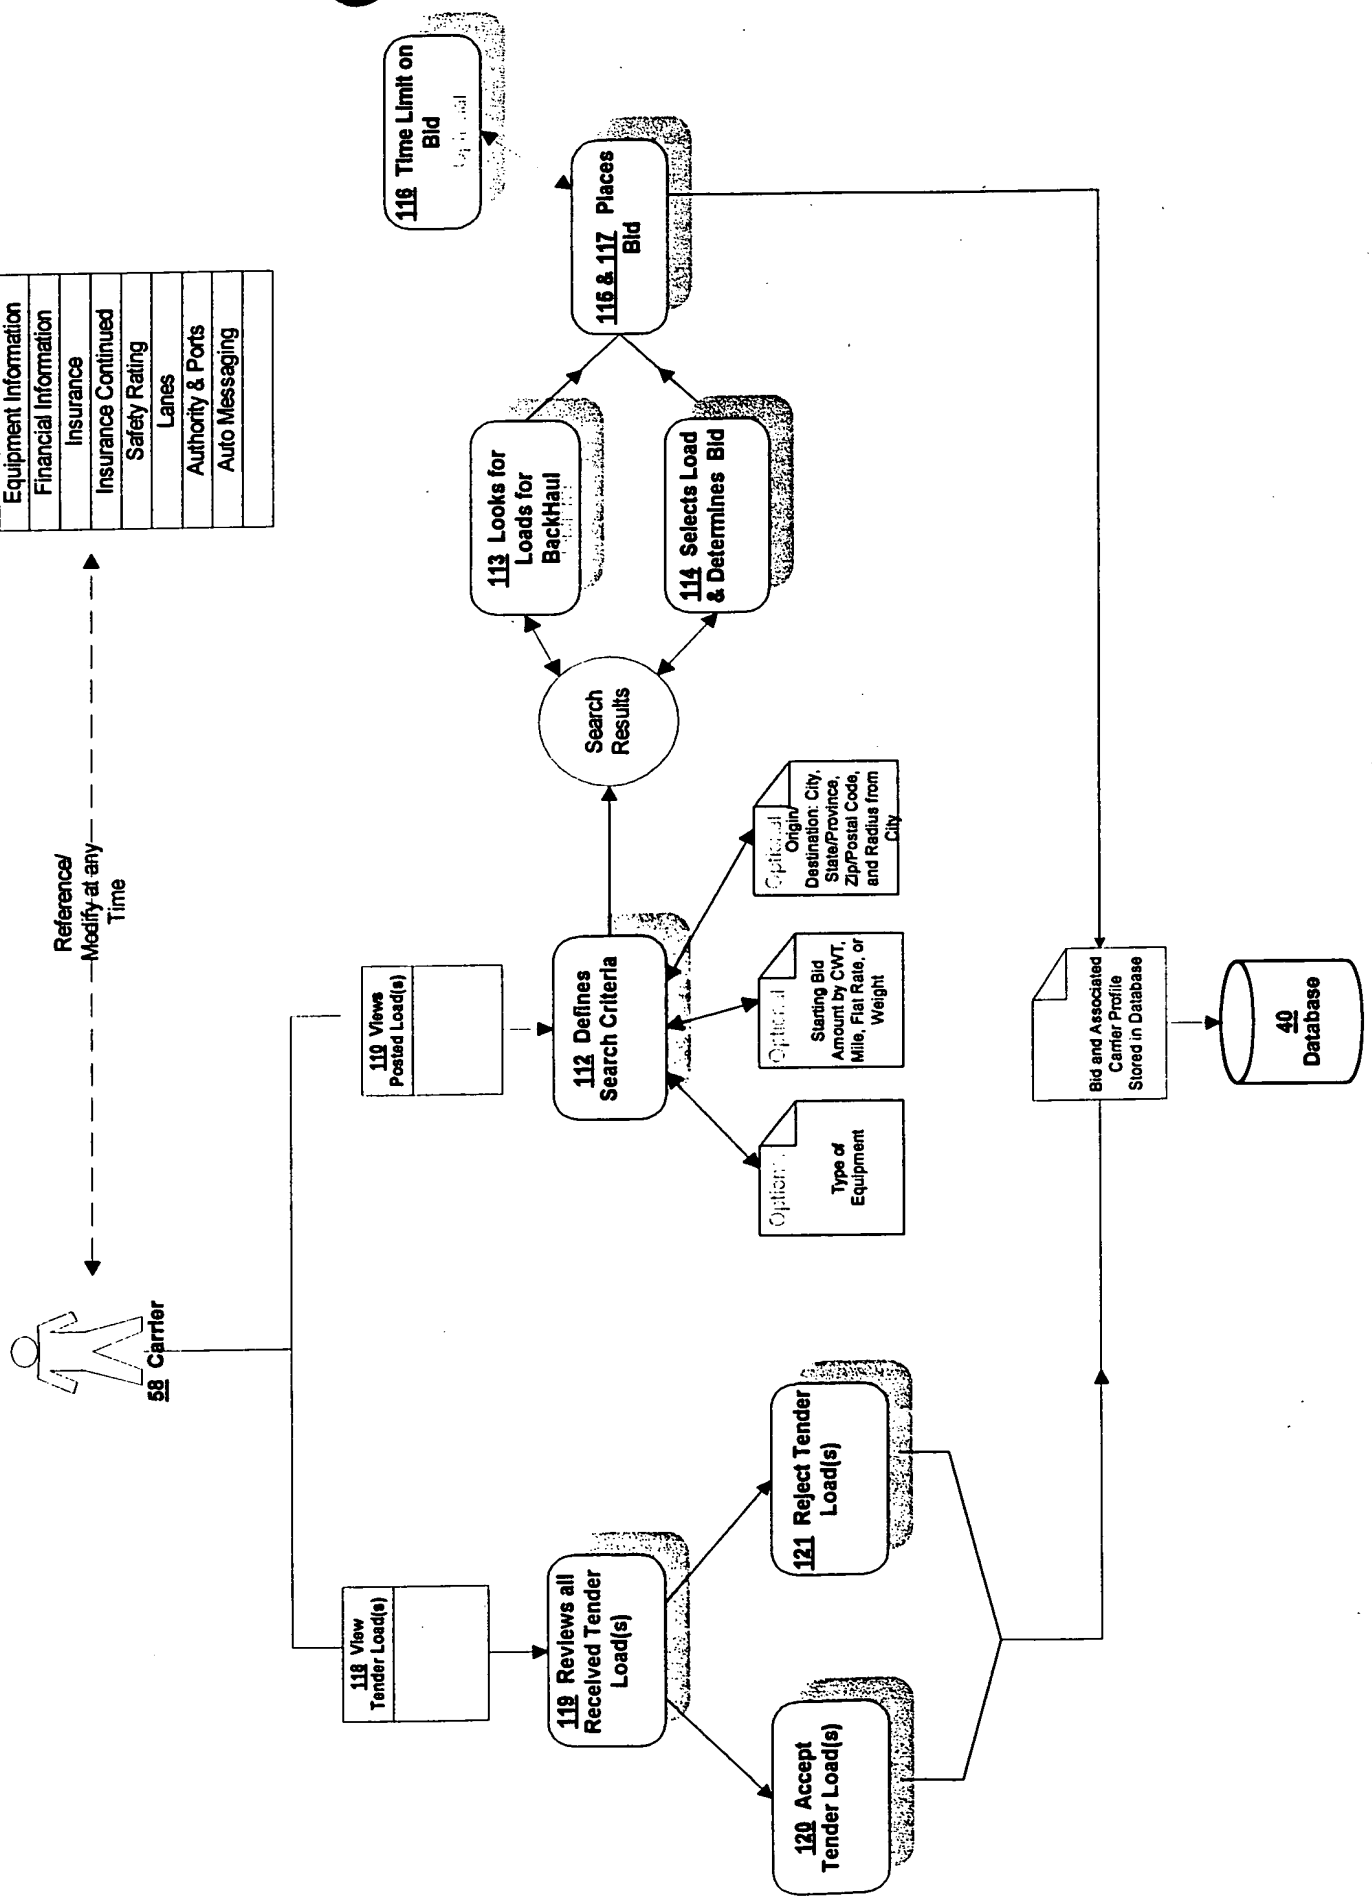 Equipment Information
Financial Information
Insurance
Insurance Continued
Safety Rating
Lanes
Authority & Ports
Auto Messaging
Reference/
Modify at any
Time
58 Carrier
118 View
Tender Load(s)
110 Views
Posted Load(s)
119 Reviews all
Received Tender
Load(s)
120 Accept
Tender Load(s)
121 Reject Tender
Load(s)
112 Defines
Search Criteria
Type of
Equipment
Optional
Starting Bid
Amount by CWT,
Mile, Flat Rate, or
Weight
Optional
Origin/
Destination: City,
State/Province,
Zip/Postal Code,
and Radius from
City
Search
Results
113 Looks for
Loads for
BackHaul
114 Selects Load
& Determines Bid
116 Time Limit on
Bid
& 117 Places
Bid
Bid and Associated
Carrier Profile
Stored in Database
40
Database